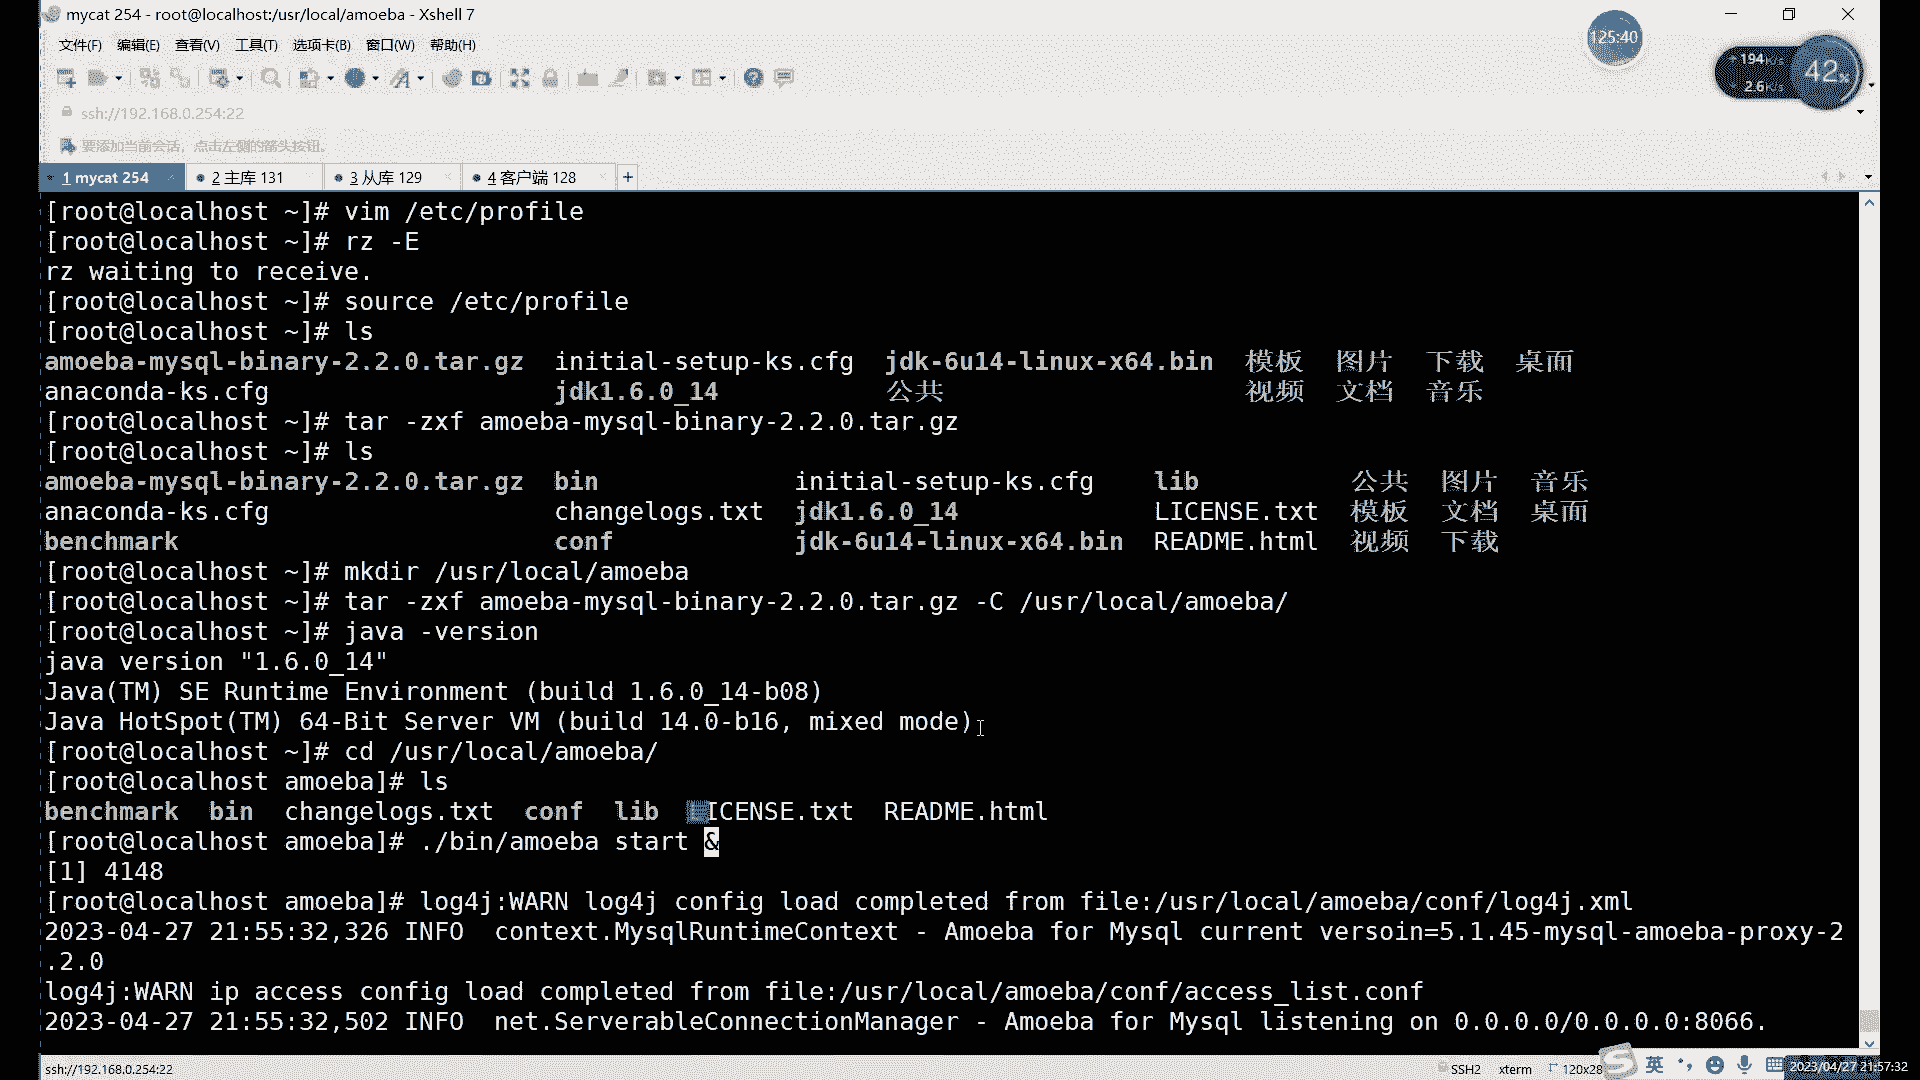 mycat 254 - root@localhost:/usr/local/amoeba - Xshell 7
125:40
194K/s
42%
2.6K/s
文件(F) 编辑(E) 查看(V) 工具(T) 选项卡(B) 窗口(W) 帮助(H)
ssh://192.168.0.254:22
要添加当前会话，点击左侧的箭头按钮。
1 mycat 254 2 主库 131 3 从库 129 4 客户端 128 +
[root@localhost ~]# vim /etc/profile
[root@localhost ~]# rz -E
rz waiting to receive.
[root@localhost ~]# source /etc/profile
[root@localhost ~]# ls
amoeba-mysql-binary-2.2.0.tar.gz initial-setup-ks.cfg jdk-6u14-linux-x64.bin 模板 图片 下载 桌面
anaconda-ks.cfg jdk1.6.0_14 公共 视频 文档 音乐
[root@localhost ~]# tar -zxf amoeba-mysql-binary-2.2.0.tar.gz
[root@localhost ~]# ls
amoeba-mysql-binary-2.2.0.tar.gz bin initial-setup-ks.cfg lib 公共 图片 音乐
anaconda-ks.cfg changelogs.txt jdk1.6.0_14 LICENSE.txt 模板 文档 桌面
benchmark conf jdk-6u14-linux-x64.bin README.html 视频 下载
[root@localhost ~]# mkdir /usr/local/amoeba
[root@localhost ~]# tar -zxf amoeba-mysql-binary-2.2.0.tar.gz -C /usr/local/amoeba/
[root@localhost ~]# java -version
java version "1.6.0_14"
Java(TM) SE Runtime Environment (build 1.6.0_14-b08)
Java HotSpot(TM) 64-Bit Server VM (build 14.0-b16, mixed mode)
[root@localhost ~]# cd /usr/local/amoeba/
[root@localhost amoeba]# ls
benchmark bin changelogs.txt conf lib LICENSE.txt README.html
[root@localhost amoeba]# ./bin/amoeba start &
[1] 4148
[root@localhost amoeba]# log4j:WARN log4j config load completed from file:/usr/local/amoeba/conf/log4j.xml
2023-04-27 21:55:32,326 INFO context.MysqlRuntimeContext - Amoeba for Mysql current versoin=5.1.45-mysql-amoeba-proxy-2
.2.0
log4j:WARN ip access config load completed from file:/usr/local/amoeba/conf/access_list.conf
2023-04-27 21:55:32,502 INFO net.ServerableConnectionManager - Amoeba for Mysql listening on 0.0.0.0/0.0.0.0:8066.
ssh://192.168.0.254:22 SSH2 xterm 120x28 英 2023/04/27 21:57:32